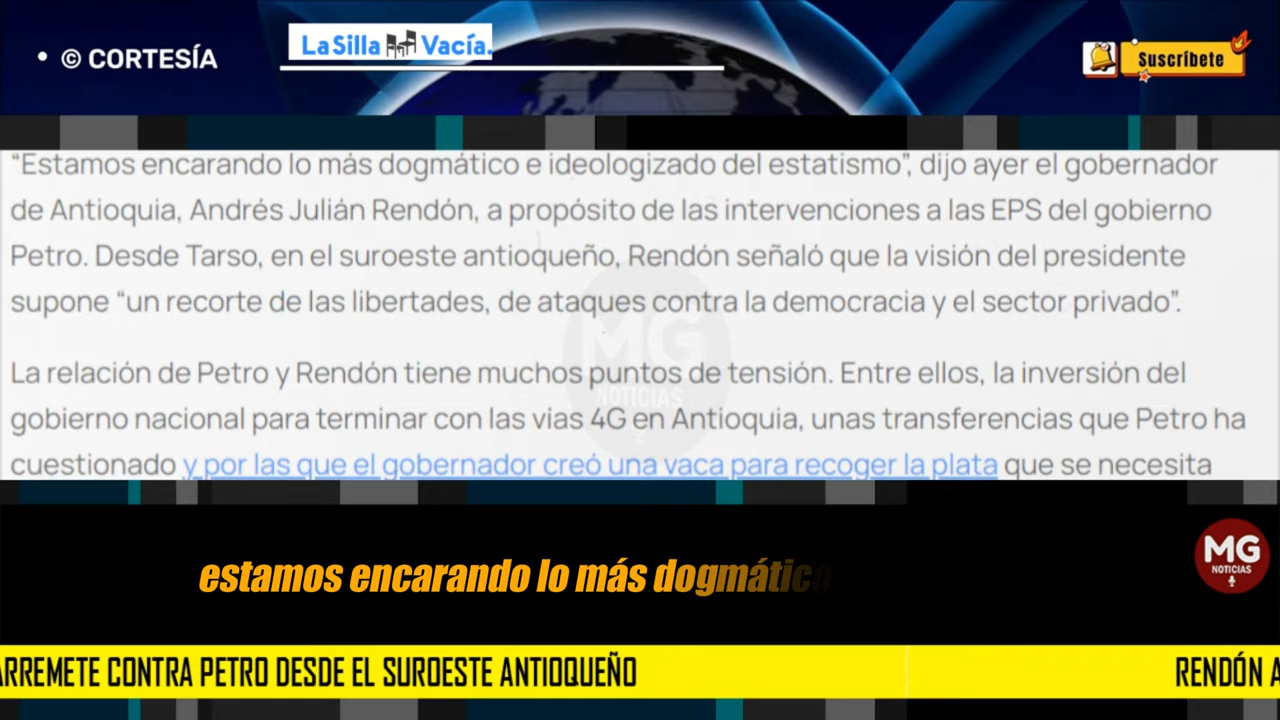 • © CORTESÍA
La Silla Vacía.
Suscríbete
“Estamos encarando lo más dogmático e ideologizado del estatismo”, dijo ayer el gobernador
de Antioquia, Andrés Julián Rendón, a propósito de las intervenciones a las EPS del gobierno
Petro. Desde Tarso, en el suroeste antioqueño, Rendón señaló que la visión del presidente
supone “un recorte de las libertades, de ataques contra la democracia y el sector privado”.
La relación de Petro y Rendón tiene muchos puntos de tensión. Entre ellos, la inversión del
gobierno nacional para terminar con las vías 4G en Antioquia, unas transferencias que Petro ha
cuestionado y por las que el gobernador creó una vaca para recoger la plata que se necesita
MG
NOTICIAS
estamos encarando lo más dogmático
MG
NOTICIAS
ARREMETE CONTRA PETRO DESDE EL SUROESTE ANTIOQUEÑO
RENDÓN A